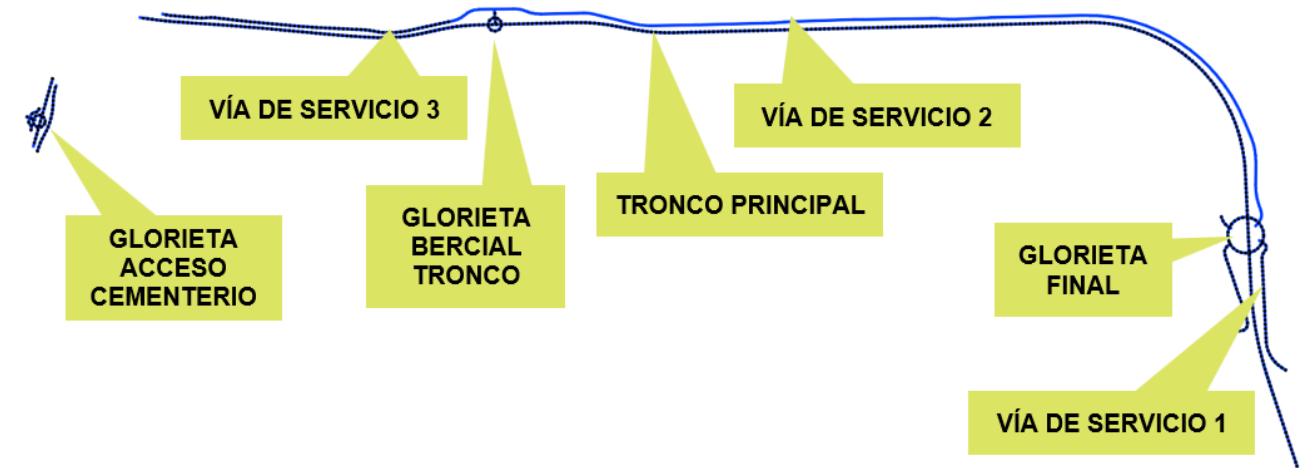 VÍA DE SERVICIO 3
VÍA DE SERVICIO 2
GLORIETA
BERCIAL
TRONCO
TRONCO PRINCIPAL
GLORIETA
ACCESO
CEMENTERIO
GLORIETA
FINAL
VÍA DE SERVICIO 1